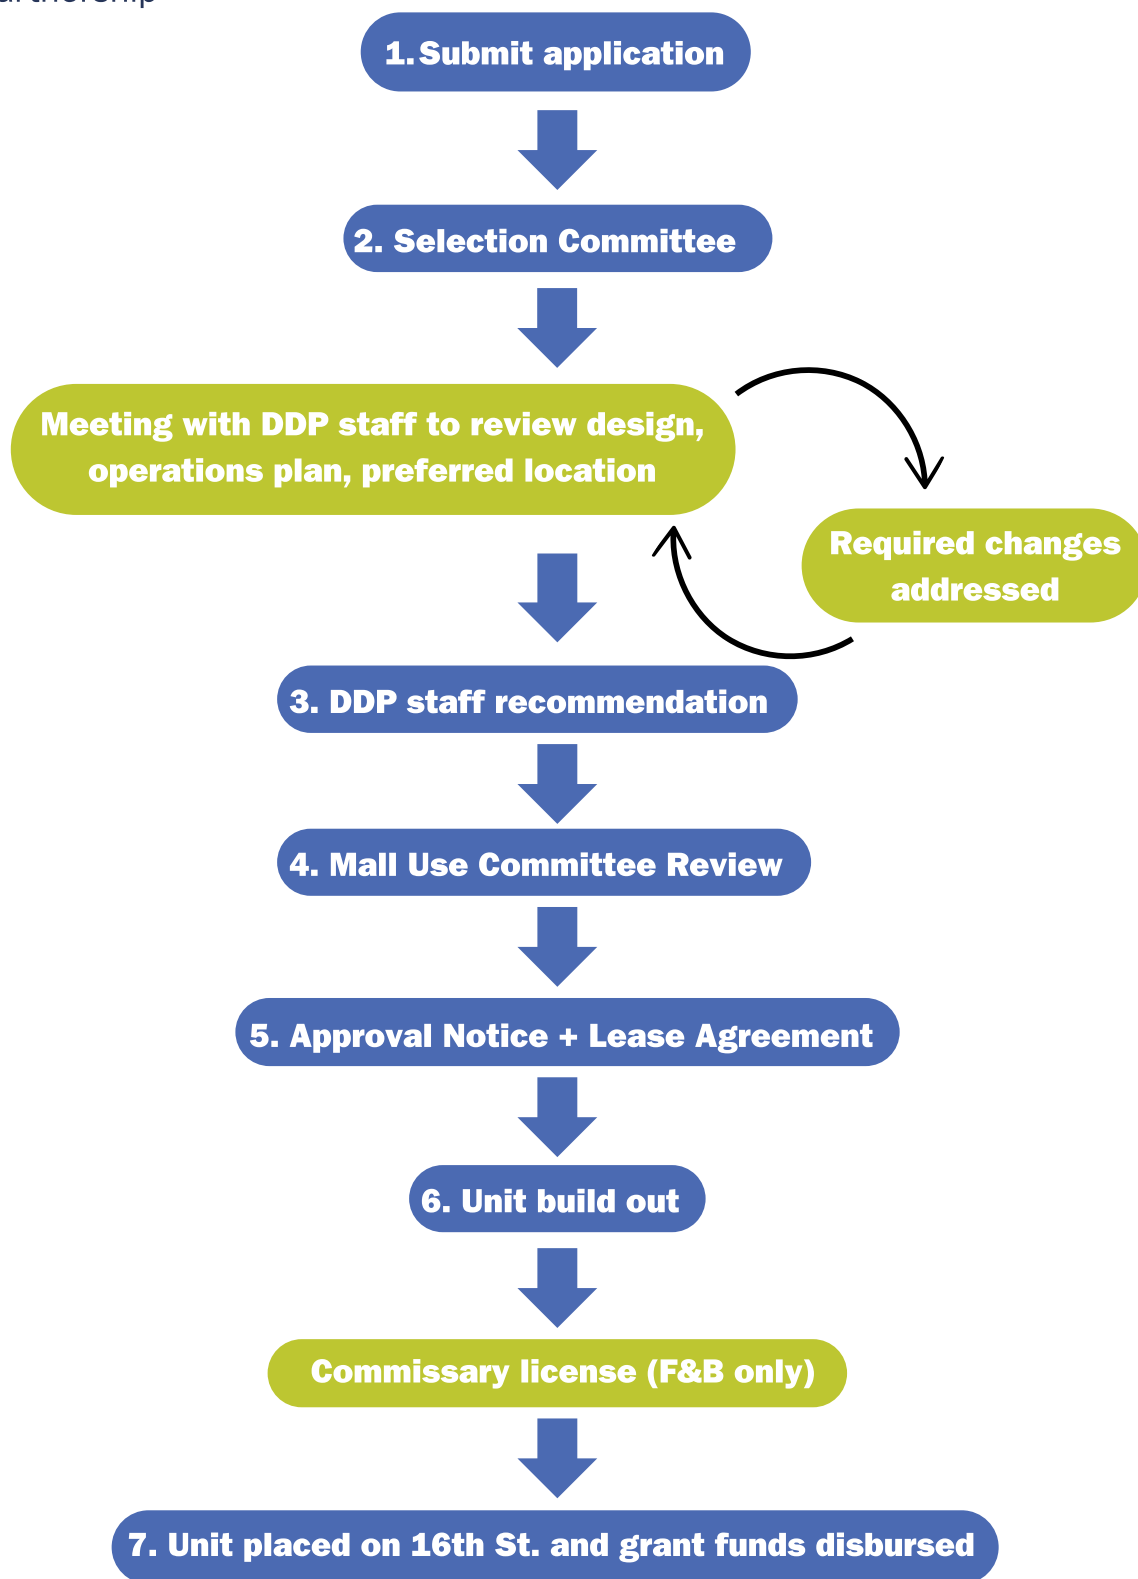 1. Submit application
2. Selection Committee
Meeting with DDP staff to review design,
operations plan, preferred location
Required changes
addressed
3. DDP staff recommendation
4. Mall Use Committee Review
5. Approval Notice + Lease Agreement
6. Unit build out
Commissary license (F&B only)
7. Unit placed on 16th St. and grant funds disbursed